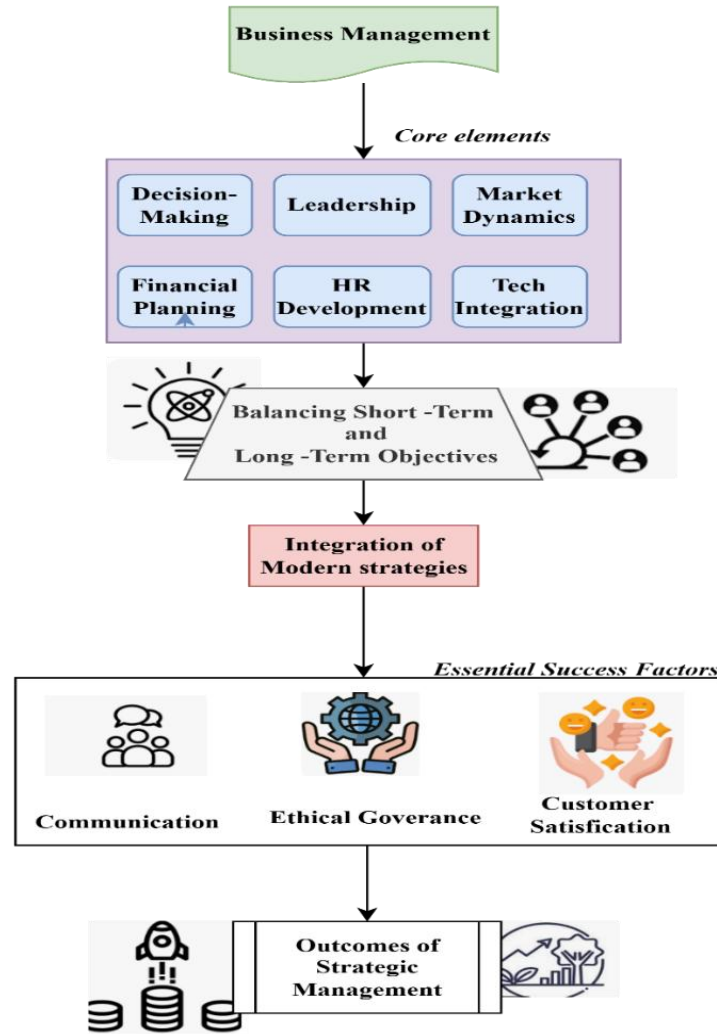 Business Management
Core elements
Decision-
Making
Leadership
Market
Dynamics
Financial
Planning
HR
Development
Tech
Integration
Balancing Short -Term
and
Long -Term Objectives
Integration of
Modern strategies
Essential Success Factors
Communication
Ethical Goverance
Customer
Satisfication
Outcomes of
Strategic
Management